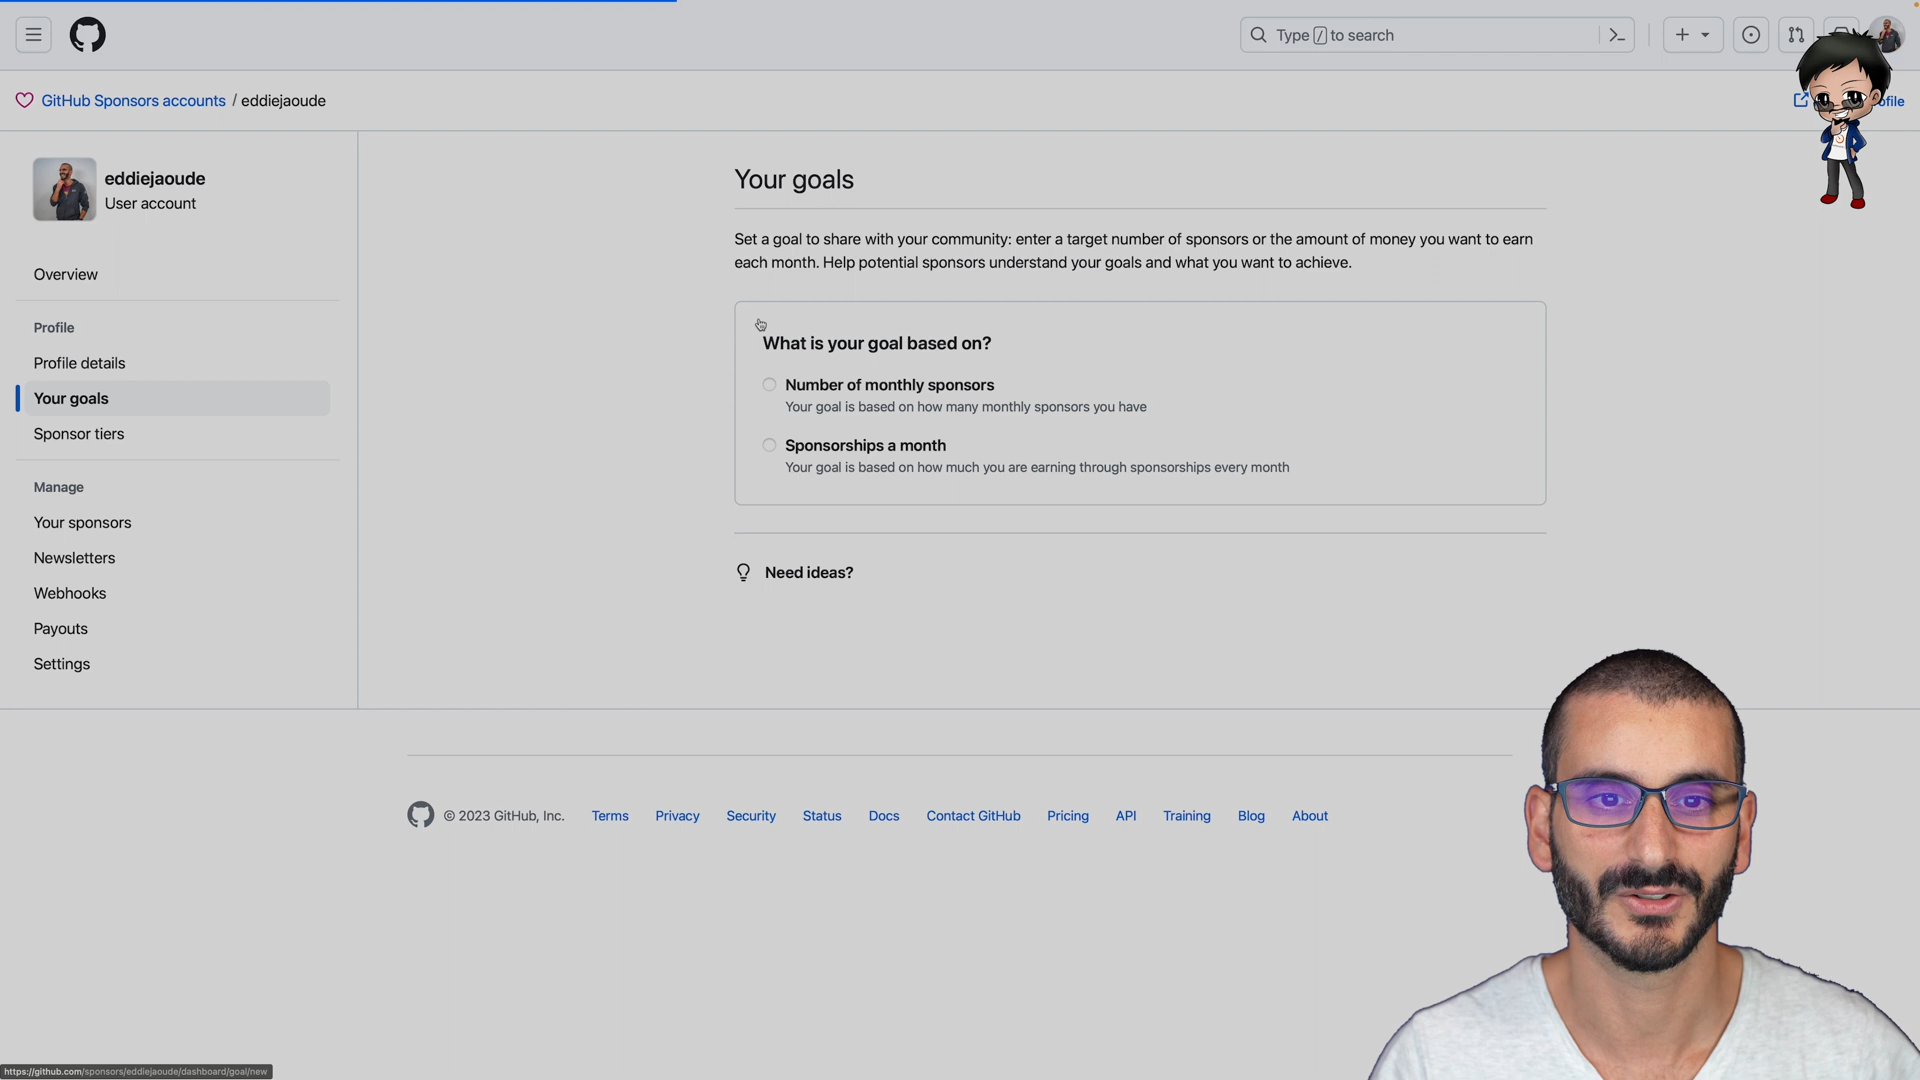 Type / to search
GitHub Sponsors accounts / eddiejaoude
ofile
eddiejaoude
User account
Overview
Profile
Profile details
Your goals
Sponsor tiers
Manage
Your sponsors
Newsletters
Webhooks
Payouts
Settings
Your goals
Set a goal to share with your community: enter a target number of sponsors or the amount of money you want to earn
each month. Help potential sponsors understand your goals and what you want to achieve.
What is your goal based on?
Number of monthly sponsors
Your goal is based on how many monthly sponsors you have
Sponsorships a month
Your goal is based on how much you are earning through sponsorships every month
Need ideas?
© 2023 GitHub, Inc. Terms Privacy Security Status Docs Contact GitHub Pricing API Training Blog About
https://github.com/sponsors/eddiejaoude/dashboard/goal/new